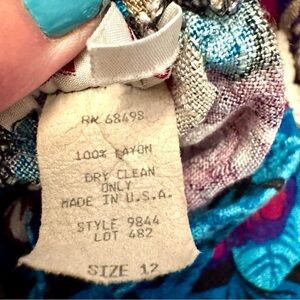 RN 68498
100% RAYON
DRY CLEAN
ONLY
MADE IN U.S.A.
STYLE 9844
LOT 482
SIZE 12